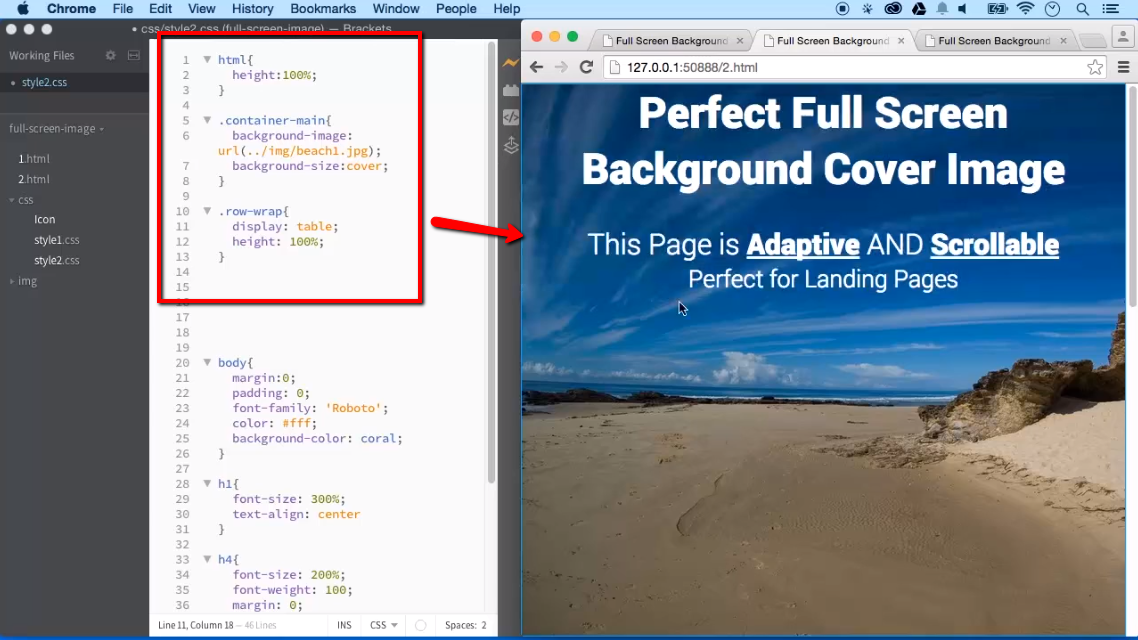 Chrome File Edit View History Bookmarks Window People Help
• css/style2.css (full-screen-image) — Brackets
Working Files
• style2.css
full-screen-image
1.html
2.html
css
Icon
style1.css
style2.css
img
1 html{
2 height:100%;
3 }
4
5 .container-main{
6 background-image:
url(../img/beach1.jpg);
7 background-size:cover;
8 }
9
10 .row-wrap{
11 display: table;
12 height: 100%;
13 }
14
15
17
18
19
20 body{
21 margin:0;
22 padding: 0;
23 font-family: 'Roboto';
24 color: #fff;
25 background-color: coral;
26 }
27
28 h1{
29 font-size: 300%;
30 text-align: center
31 }
32
33 h4{
34 font-size: 200%;
35 font-weight: 100;
36 margin: 0;
Line 11, Column 18 — 46 Lines INS CSS Spaces: 2
Full Screen Background Full Screen Background Full Screen Background
127.0.0.1:50888/2.html
Perfect Full Screen
Background Cover Image
This Page is Adaptive AND Scrollable
Perfect for Landing Pages